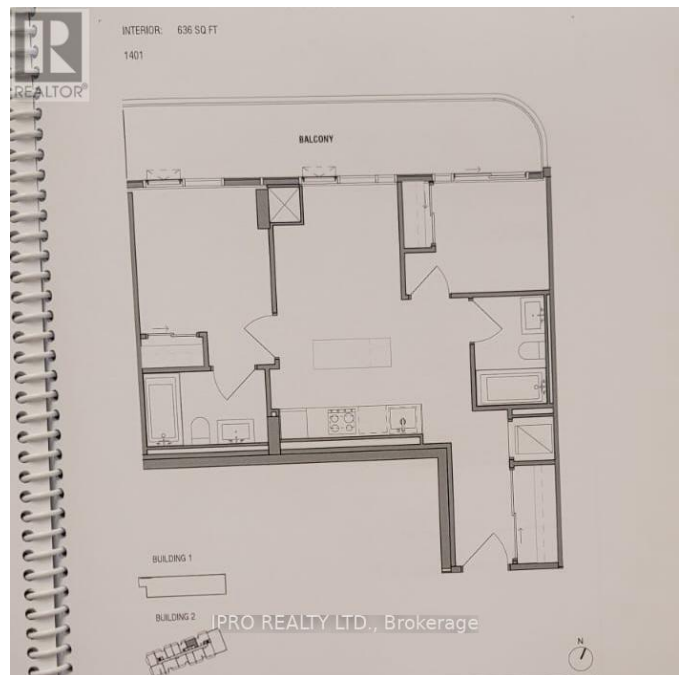 INTERIOR: 636 SQ FT
1401
REALTOR®
BALCONY
BUILDING 1
BUILDING 2
IPRO REALTY LTD., Brokerage
N